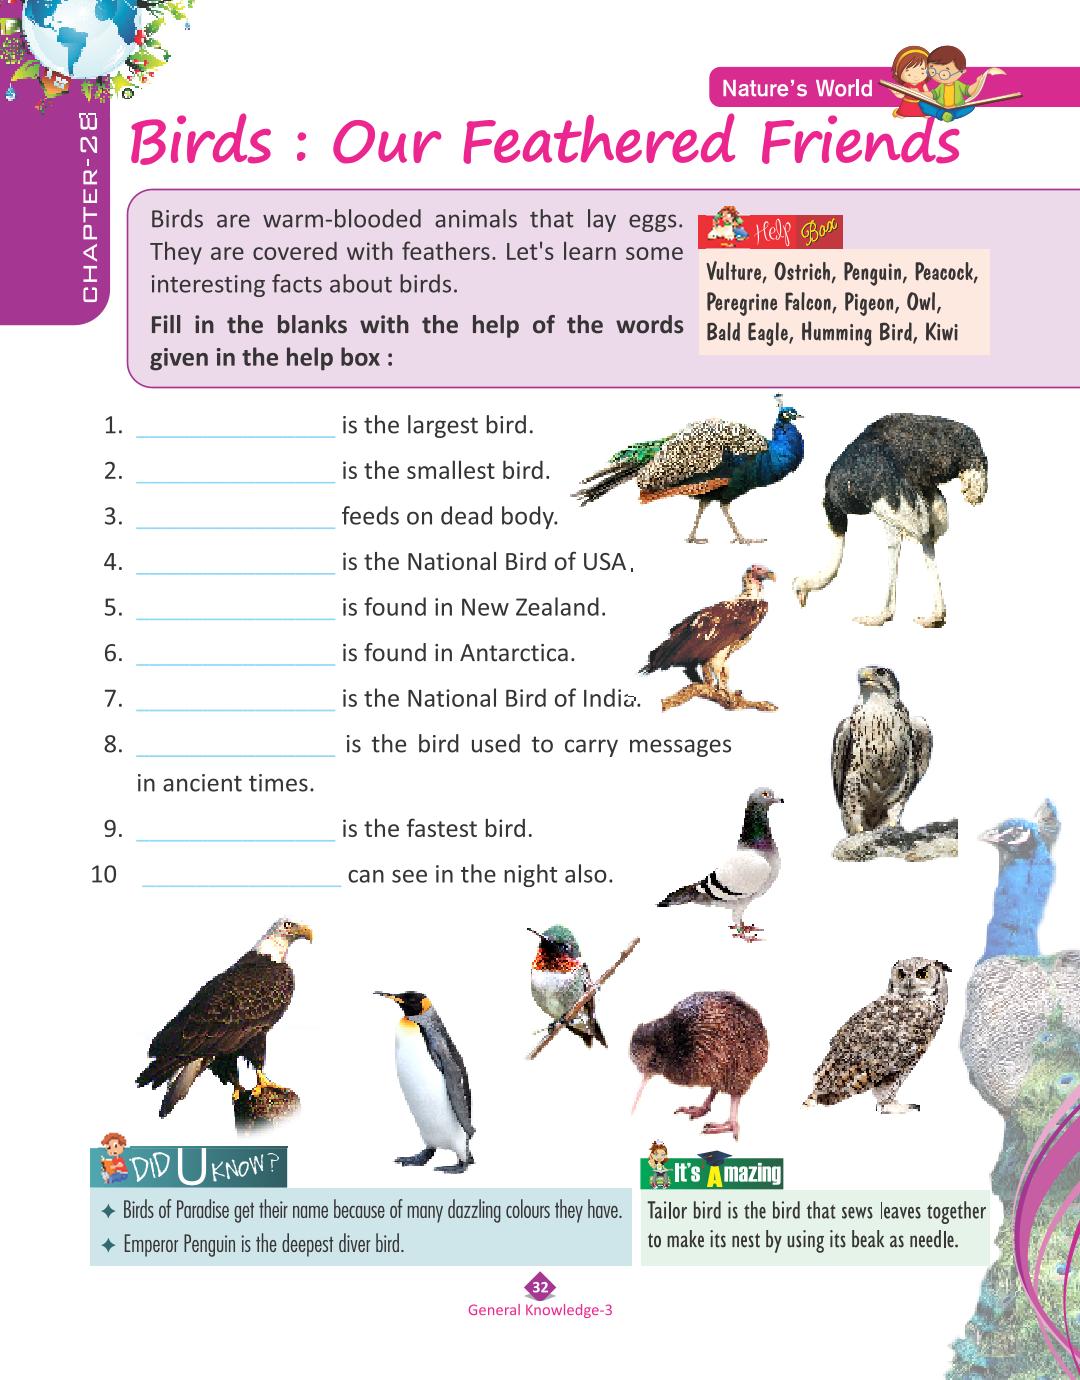 CHAPTER-28
Nature's World
Birds : Our Feathered Friends
Birds are warm-blooded animals that lay eggs.
They are covered with feathers. Let's learn some
interesting facts about birds.
Fill in the blanks with the help of the words
given in the help box :
Help Box
Vulture, Ostrich, Penguin, Peacock,
Peregrine Falcon, Pigeon, Owl,
Bald Eagle, Humming Bird, Kiwi
1. _______________ is the largest bird.
2. _______________ is the smallest bird.
3. _______________ feeds on dead body.
4. _______________ is the National Bird of USA.
5. _______________ is found in New Zealand.
6. _______________ is found in Antarctica.
7. _______________ is the National Bird of India.
8. _______________ is the bird used to carry messages
in ancient times.
9. _______________ is the fastest bird.
10 _______________ can see in the night also.
DID U KNOW?
✦ Birds of Paradise get their name because of many dazzling colours they have.
✦ Emperor Penguin is the deepest diver bird.
It's Amazing
Tailor bird is the bird that sews leaves together
to make its nest by using its beak as needle.
32
General Knowledge-3